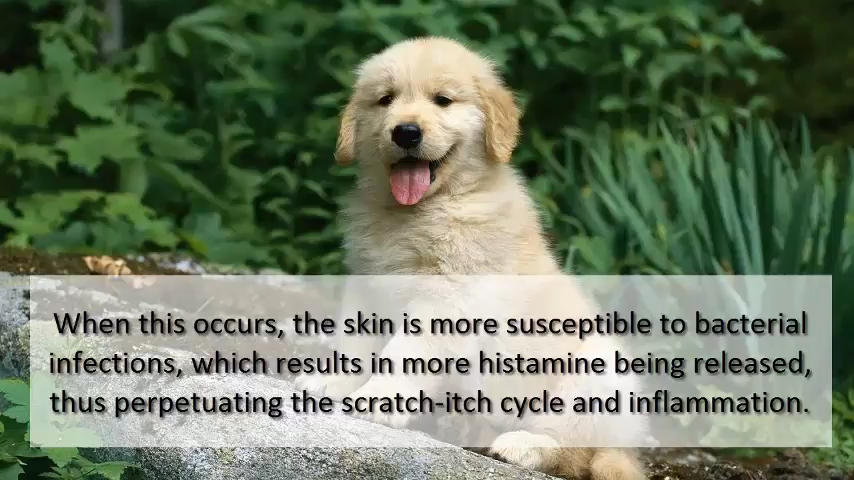 When this occurs, the skin is more susceptible to bacterial
infections, which results in more histamine being released,
thus perpetuating the scratch-itch cycle and inflammation.